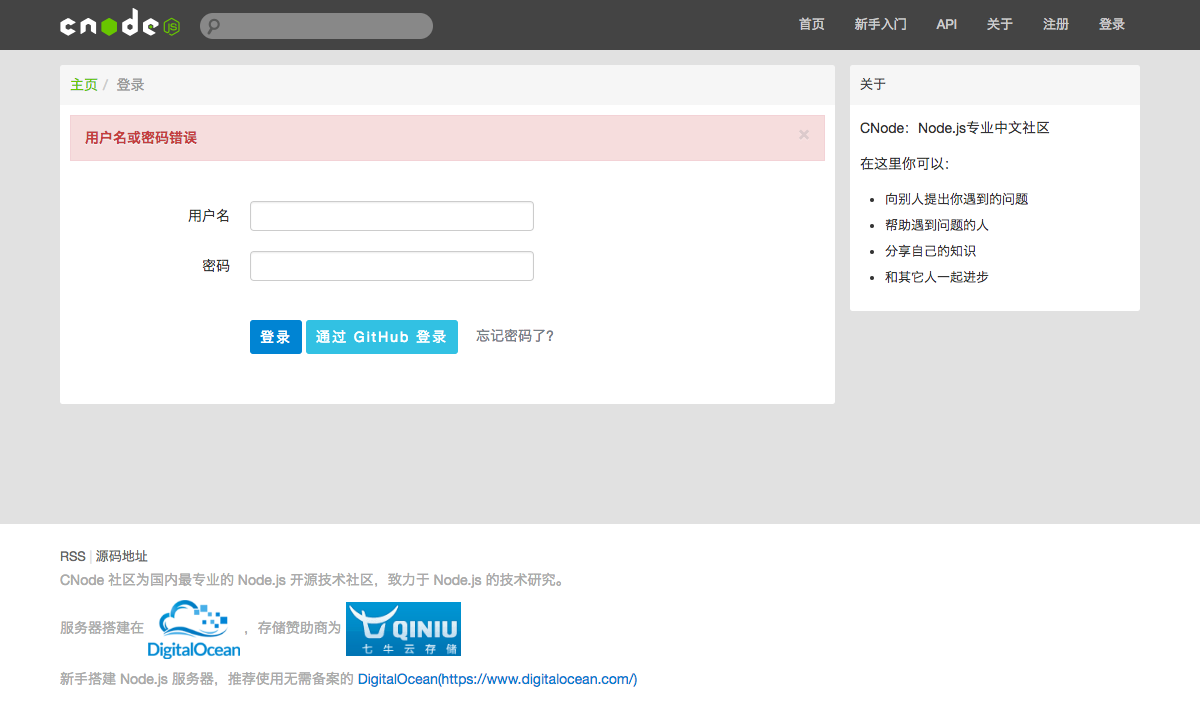 cnodejs
首页 新手入门 API 关于 注册 登录
主页 / 登录
用户名或密码错误 ×
用户名
密码
登录 通过 GitHub 登录 忘记密码了?
关于
CNode：Node.js专业中文社区
在这里你可以：
向别人提出你遇到的问题
帮助遇到问题的人
分享自己的知识
和其它人一起进步
RSS | 源码地址
CNode 社区为国内最专业的 Node.js 开源技术社区，致力于 Node.js 的技术研究。
服务器搭建在 DigitalOcean ，存储赞助商为 QINIU 七牛云存储
新手搭建 Node.js 服务器，推荐使用无需备案的 DigitalOcean(https://www.digitalocean.com/)